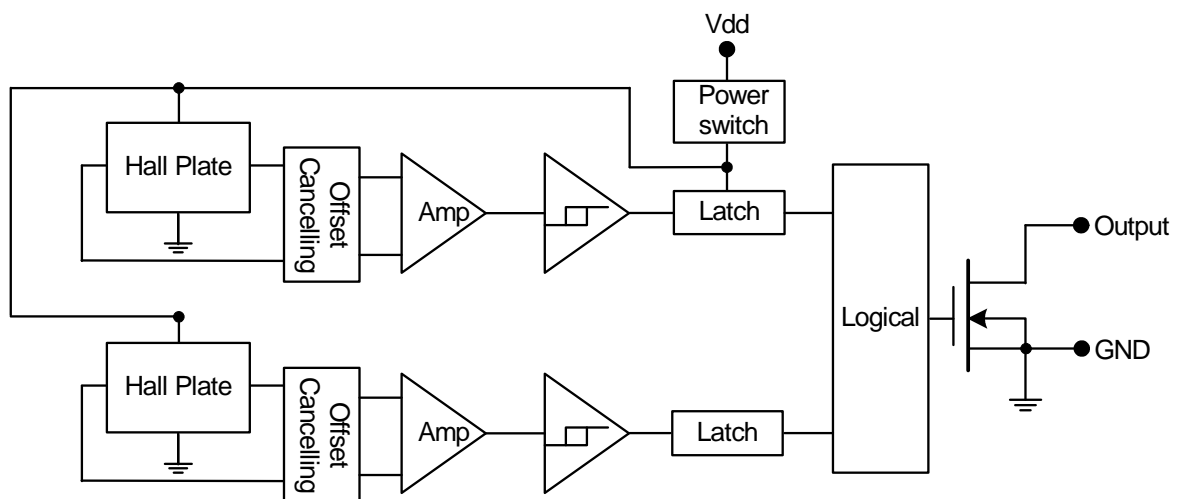 Vdd
Power
switch
Hall Plate
Offset
Cancelling
Amp
Latch
Output
Logical
GND
Hall Plate
Offset
Cancelling
Amp
Latch